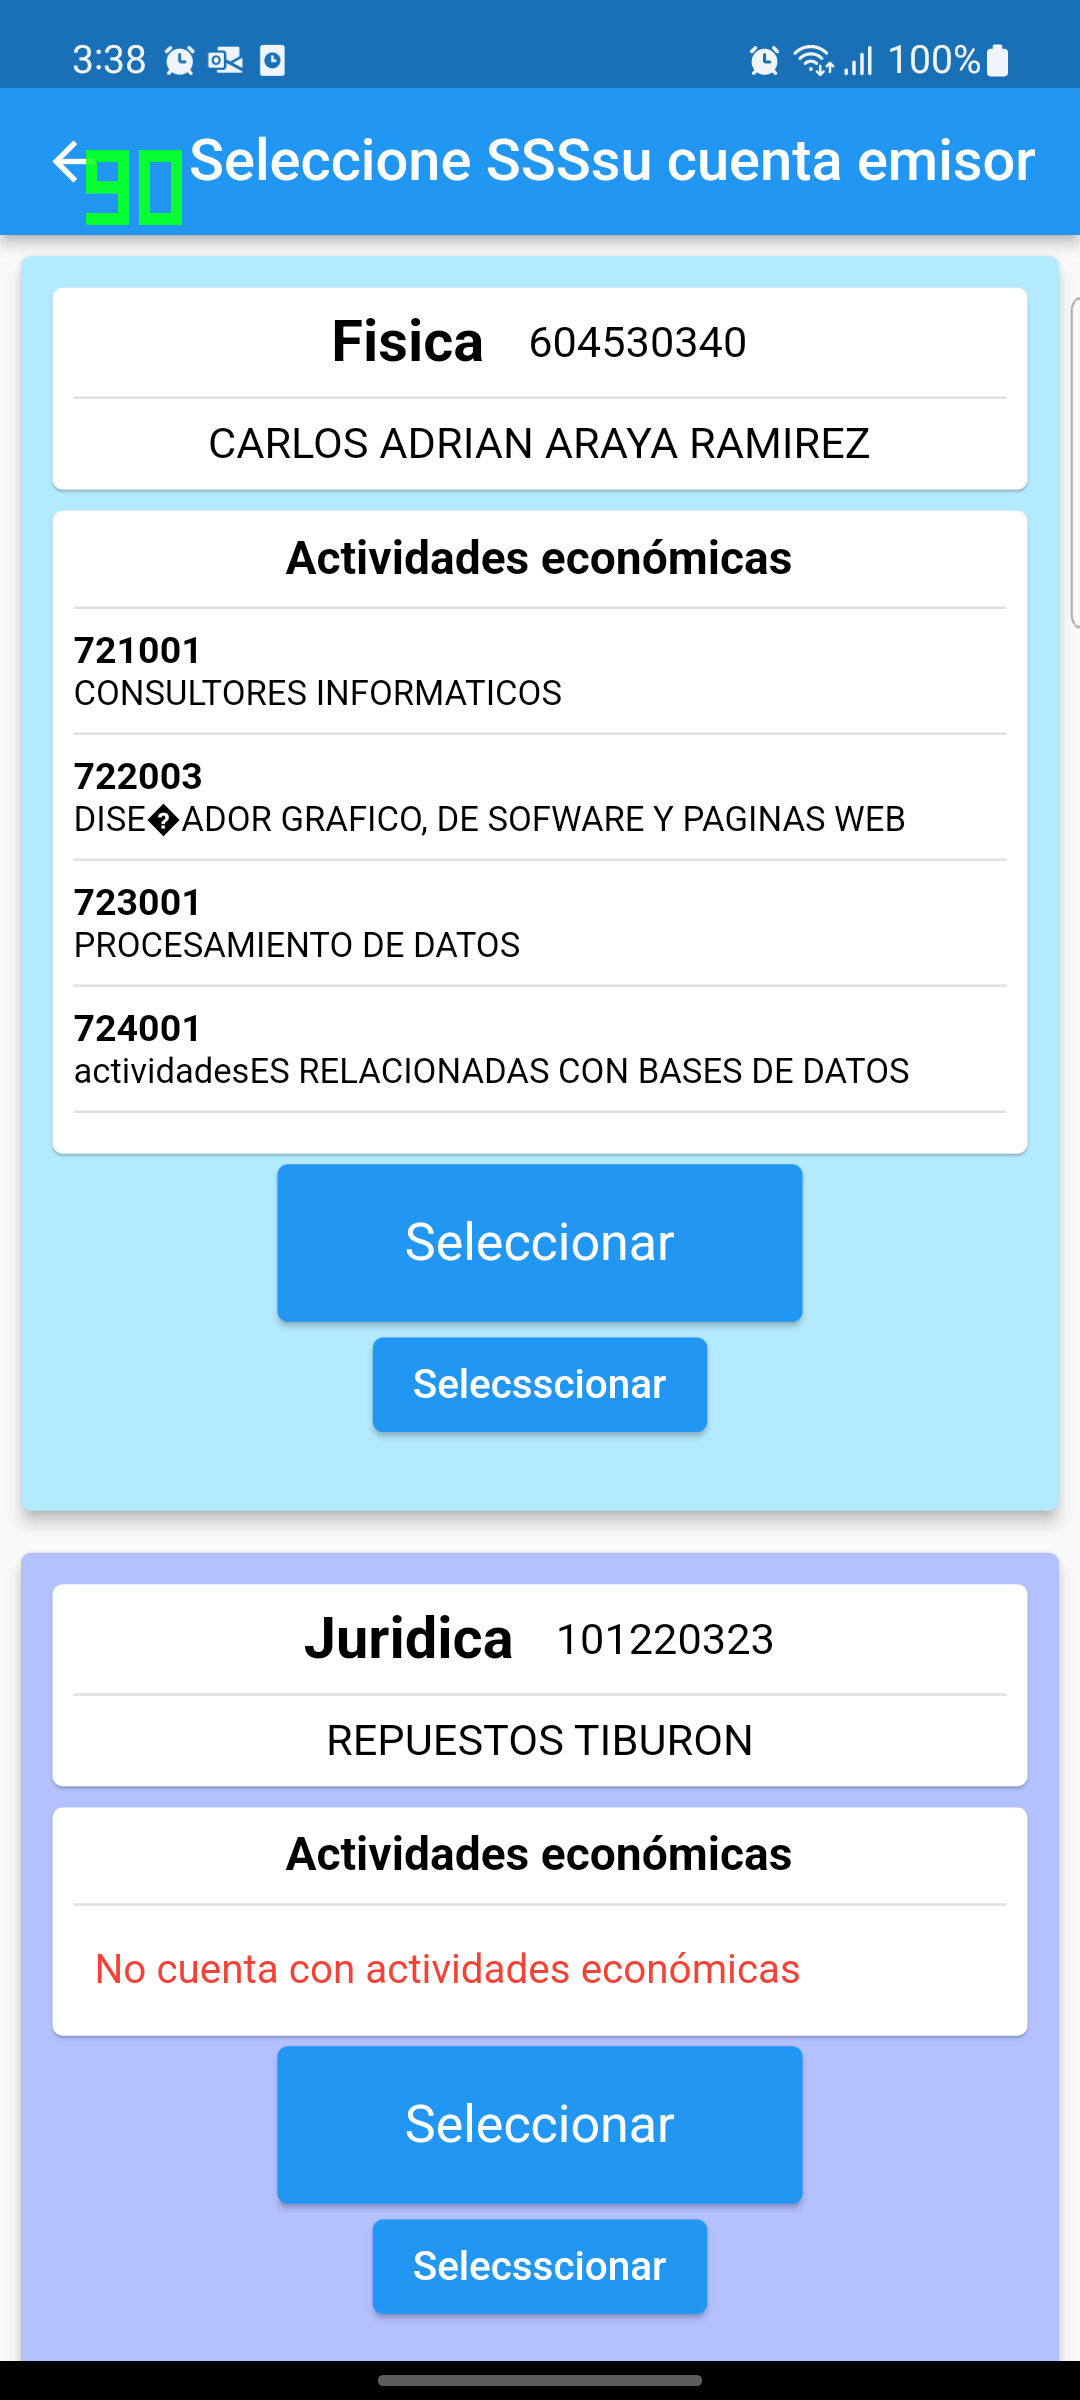 3:38 100%
90 Seleccione SSSsu cuenta emisor
Fisica 604530340
CARLOS ADRIAN ARAYA RAMIREZ
Actividades económicas
721001
CONSULTORES INFORMATICOS
722003
DISE�ADOR GRAFICO, DE SOFWARE Y PAGINAS WEB
723001
PROCESAMIENTO DE DATOS
724001
actividadesES RELACIONADAS CON BASES DE DATOS
Seleccionar
Selecsscionar
Juridica 101220323
REPUESTOS TIBURON
Actividades económicas
No cuenta con actividades económicas
Seleccionar
Selecsscionar